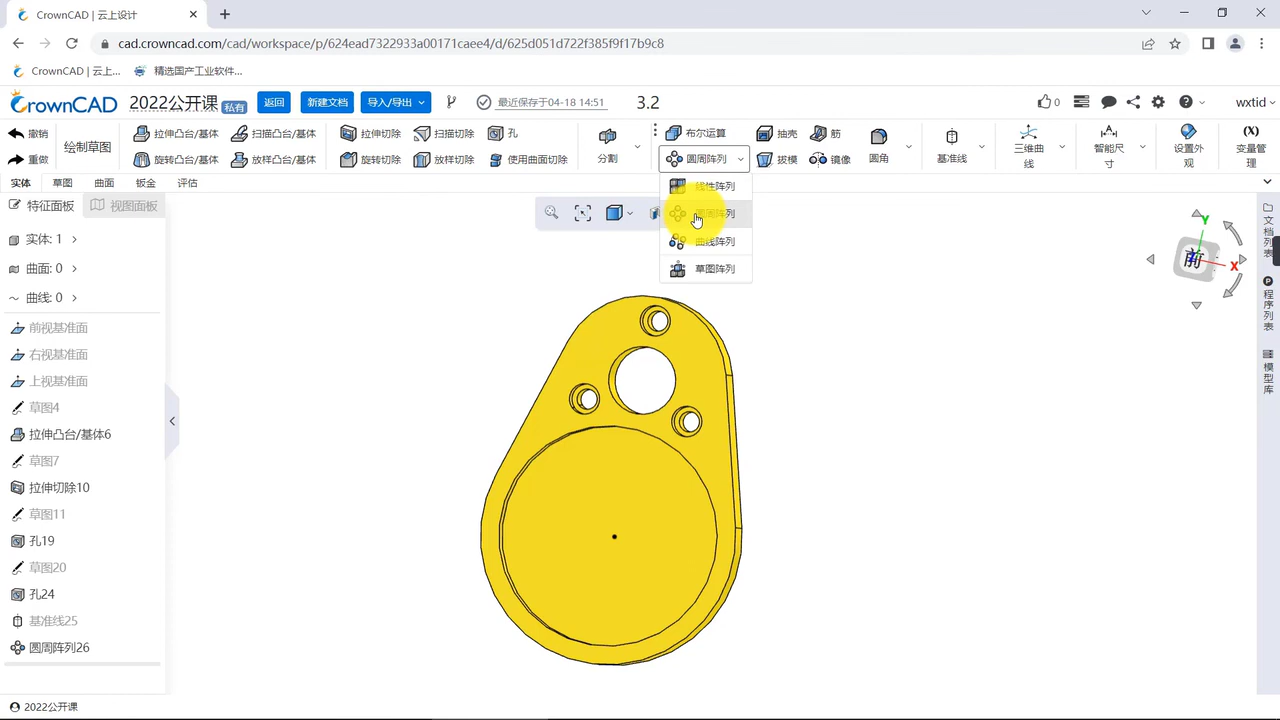 CrownCAD | 云上设计
cad.crowncad.com/cad/workspace/p/624ead7322933a00171caee4/d/625d051d722f385f9f17b9c8
CrownCAD | 云上...
精选国产工业软件...
CrownCAD
2022公开课
私有
返回
新建文档
导入/导出
最近保存于04-18 14:51
3.2
0
wxtid
撤销
重做
绘制草图
拉伸凸台/基体
扫描凸台/基体
旋转凸台/基体
放样凸台/基体
拉伸切除
扫描切除
孔
旋转切除
放样切除
使用曲面切除
分割
布尔运算
抽壳
筋
圆周阵列
拔模
镜像
圆角
基准线
三维曲线
智能尺寸
设置外观
(X)
变量管理
实体
草图
曲面
钣金
评估
线性阵列
圆周阵列
曲线阵列
草图阵列
特征面板
视图面板
实体: 1
曲面: 0
曲线: 0
前视基准面
右视基准面
上视基准面
草图4
拉伸凸台/基体6
草图7
拉伸切除10
草图11
孔19
草图20
孔24
基准线25
圆周阵列26
Y
前
X
文档列表
P
程序列表
模型库
2022公开课